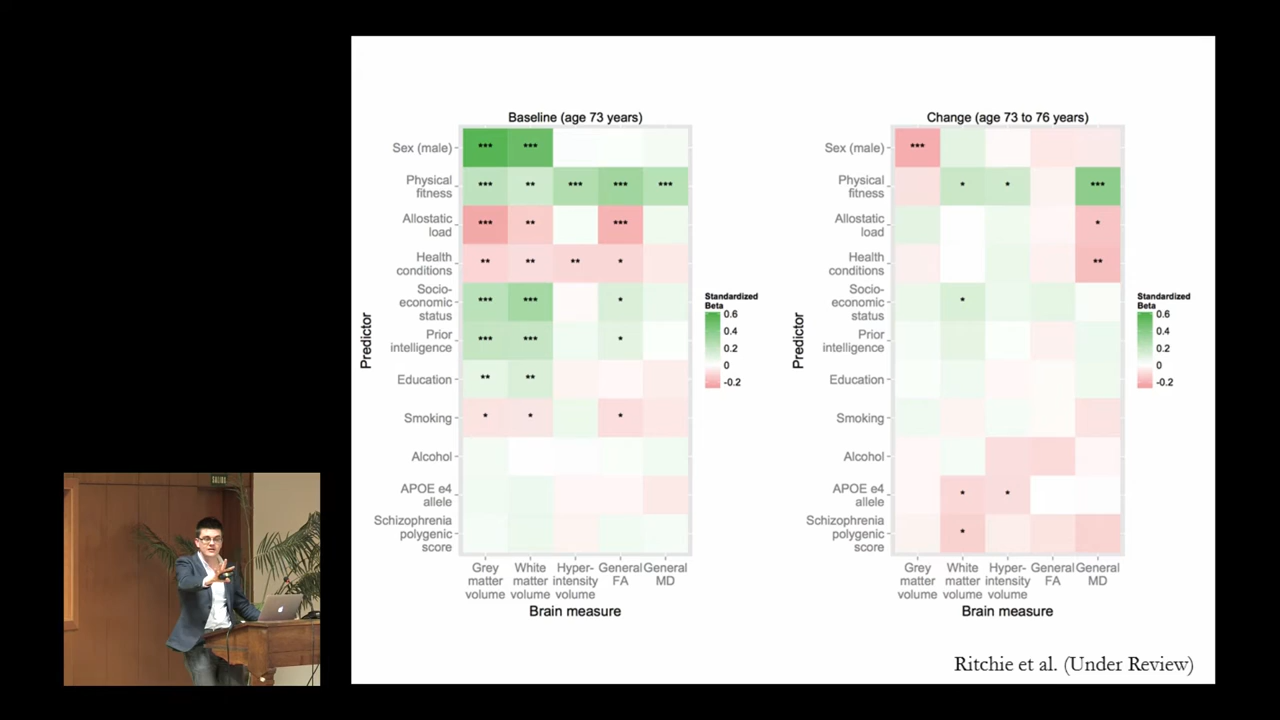 Baseline (age 73 years)
Sex (male)
*** ***
Physical
fitness
*** ** *** *** ***
Allostatic
load
*** ** ***
Health
conditions
** ** ** *
Socio-
economic
status
*** *** *
Prior
intelligence
*** *** *
Education
** **
Smoking
* * *
Alcohol
APOE e4
allele
Schizophrenia
polygenic
score
Predictor
Grey
matter
volume
White
matter
volume
Hyper-
intensity
volume
General
FA
General
MD
Brain measure
Standardized
Beta
0.6
0.4
0.2
0
-0.2
Change (age 73 to 76 years)
Sex (male)
***
Physical
fitness
* * ***
Allostatic
load
*
Health
conditions
**
Socio-
economic
status
*
Prior
intelligence
Education
Smoking
Alcohol
APOE e4
allele
* *
Schizophrenia
polygenic
score
*
Predictor
Grey
matter
volume
White
matter
volume
Hyper-
intensity
volume
General
FA
General
MD
Brain measure
Standardized
Beta
0.6
0.4
0.2
0
-0.2
Ritchie et al. (Under Review)
SALIDA